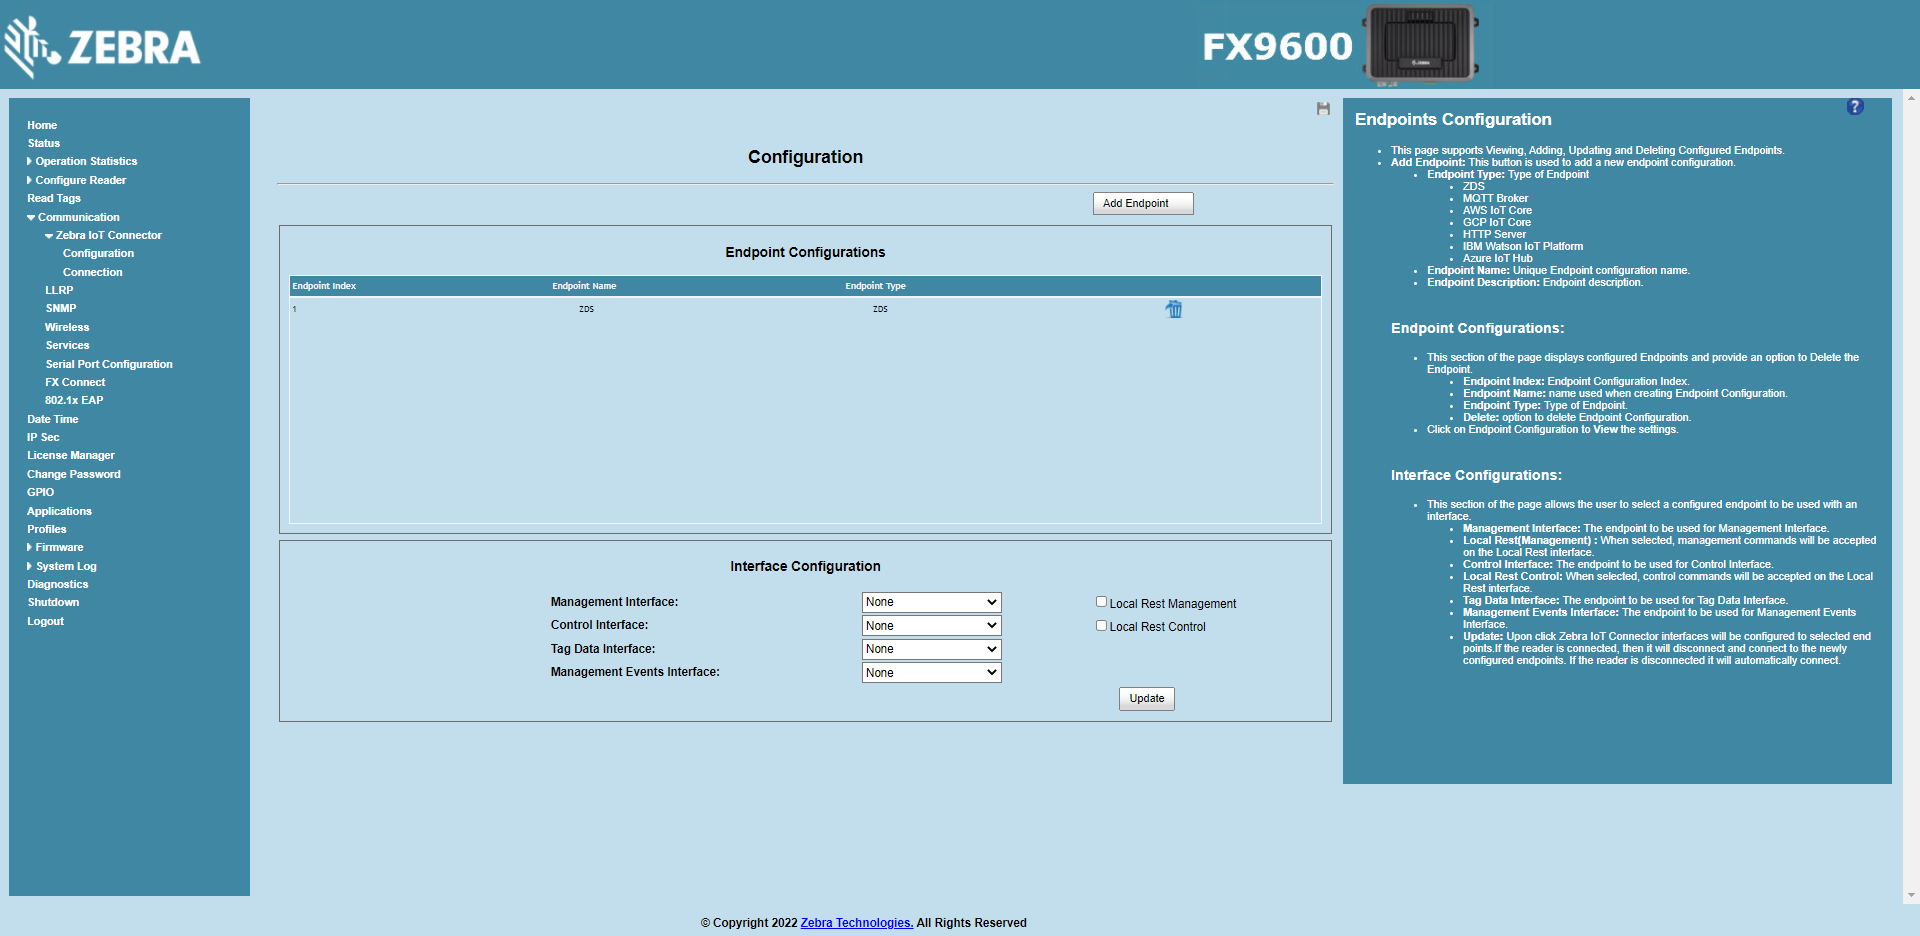 ZEBRA
FX9600
Home
Status
Operation Statistics
Configure Reader
Read Tags
Communication
Zebra IoT Connector
Configuration
Connection
LLRP
SNMP
Wireless
Services
Serial Port Configuration
FX Connect
802.1x EAP
Date Time
IP Sec
License Manager
Change Password
GPIO
Applications
Profiles
Firmware
System Log
Diagnostics
Shutdown
Logout
Configuration
Add Endpoint
Endpoint Configurations
Endpoint Index Endpoint Name Endpoint Type
1 ZDS ZDS
Interface Configuration
Management Interface: None Local Rest Management
Control Interface: None Local Rest Control
Tag Data Interface: None
Management Events Interface: None
Update
?
Endpoints Configuration
This page supports Viewing, Adding, Updating and Deleting Configured Endpoints.
Add Endpoint: This button is used to add a new endpoint configuration.
Endpoint Type: Type of Endpoint
ZDS
MQTT Broker
AWS IoT Core
GCP IoT Core
HTTP Server
IBM Watson IoT Platform
Azure IoT Hub
Endpoint Name: Unique Endpoint configuration name.
Endpoint Description: Endpoint description.
Endpoint Configurations:
This section of the page displays configured Endpoints and provide an option to Delete the
Endpoint.
Endpoint Index: Endpoint Configuration Index.
Endpoint Name: name used when creating Endpoint Configuration.
Endpoint Type: Type of Endpoint.
Delete: option to delete Endpoint Configuration.
Click on Endpoint Configuration to View the settings.
Interface Configurations:
This section of the page allows the user to select a configured endpoint to be used with an
interface.
Management Interface: The endpoint to be used for Management Interface.
Local Rest(Management) : When selected, management commands will be accepted
on the Local Rest interface.
Control Interface: The endpoint to be used for Control Interface.
Local Rest Control: When selected, control commands will be accepted on the Local
Rest interface.
Tag Data Interface: The endpoint to be used for Tag Data Interface.
Management Events Interface: The endpoint to be used for Management Events
Interface.
Update: Upon click Zebra IoT Connector interfaces will be configured to selected end
points.If the reader is connected, then it will disconnect and connect to the newly
configured endpoints. If the reader is disconnected it will automatically connect.
© Copyright 2022 Zebra Technologies. All Rights Reserved